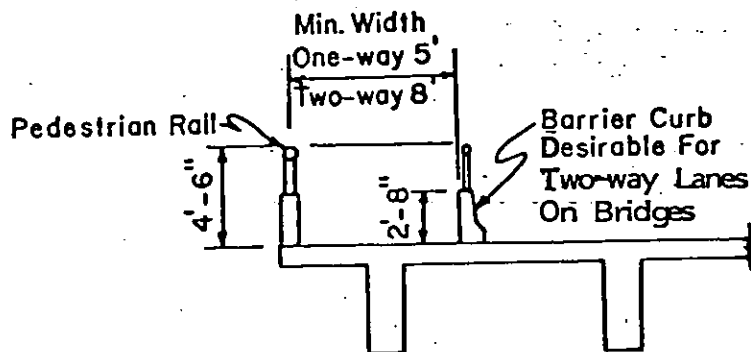 Min. Width
One-way 5'
Two-way 8'
Pedestrian Rail
4'-6"
2'-8"
Barrier Curb
Desirable For
Two-way Lanes
On Bridges